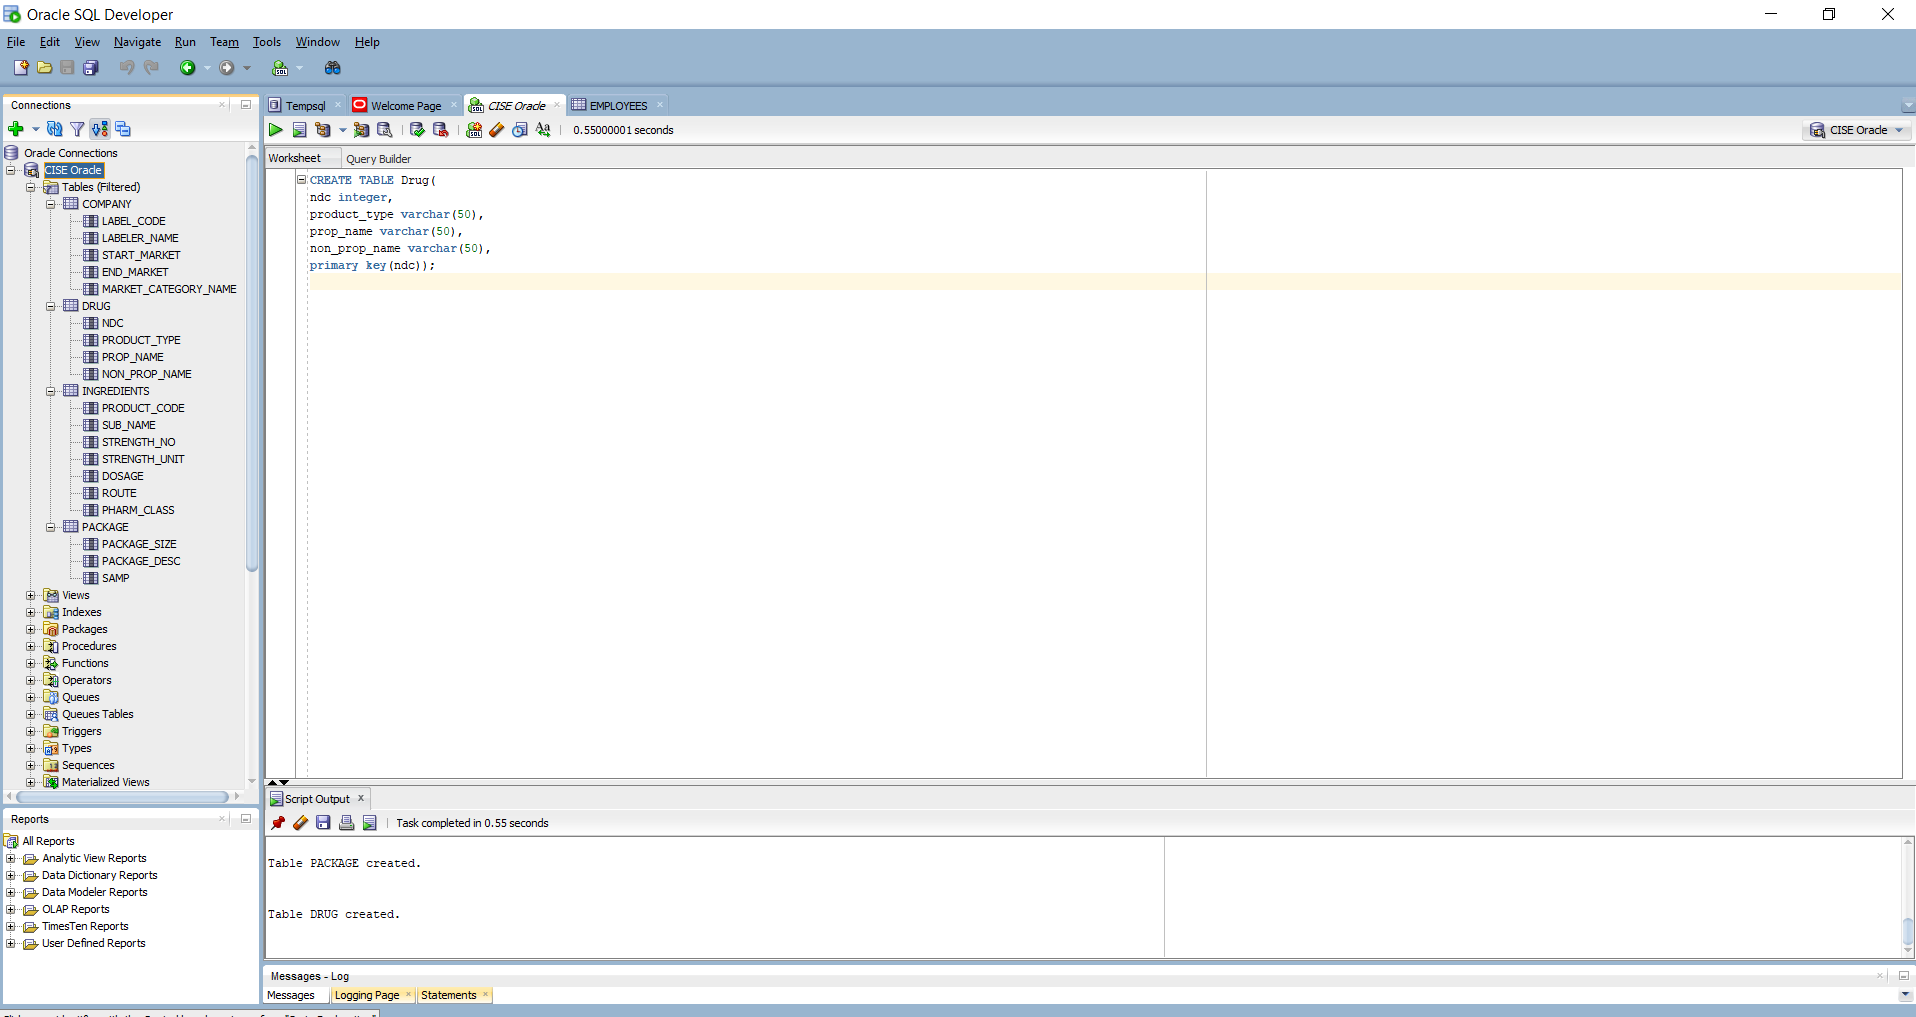 Oracle SQL Developer
File Edit View Navigate Run Team Tools Window Help
Connections
Oracle Connections
CISE Oracle
Tables (Filtered)
COMPANY
LABEL_CODE
LABELER_NAME
START_MARKET
END_MARKET
MARKET_CATEGORY_NAME
DRUG
NDC
PRODUCT_TYPE
PROP_NAME
NON_PROP_NAME
INGREDIENTS
PRODUCT_CODE
SUB_NAME
STRENGTH_NO
STRENGTH_UNIT
DOSAGE
ROUTE
PHARM_CLASS
PACKAGE
PACKAGE_SIZE
PACKAGE_DESC
SAMP
Views
Indexes
Packages
Procedures
Functions
Operators
Queues
Queues Tables
Triggers
Types
Sequences
Materialized Views
Reports
All Reports
Analytic View Reports
Data Dictionary Reports
Data Modeler Reports
OLAP Reports
TimesTen Reports
User Defined Reports
Tempsql Welcome Page CISE Oracle EMPLOYEES
0.55000001 seconds
CISE Oracle
Worksheet Query Builder
CREATE TABLE Drug(
ndc integer,
product_type varchar(50),
prop_name varchar(50),
non_prop_name varchar(50),
primary key(ndc));
Script Output
Task completed in 0.55 seconds
Table PACKAGE created.
Table DRUG created.
Messages - Log
Messages Logging Page Statements